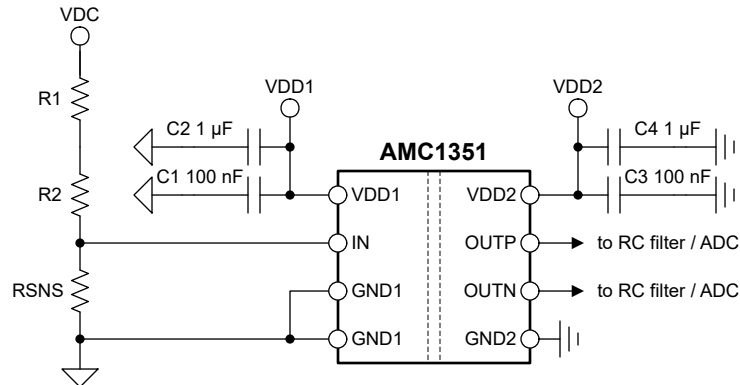 VDC
R1
VDD1
VDD2
C2 1 µF
C4 1 µF
AMC1351
R2
C1 100 nF
C3 100 nF
VDD1
VDD2
IN
OUTP
to RC filter / ADC
RSNS
GND1
OUTN
to RC filter / ADC
GND1
GND2